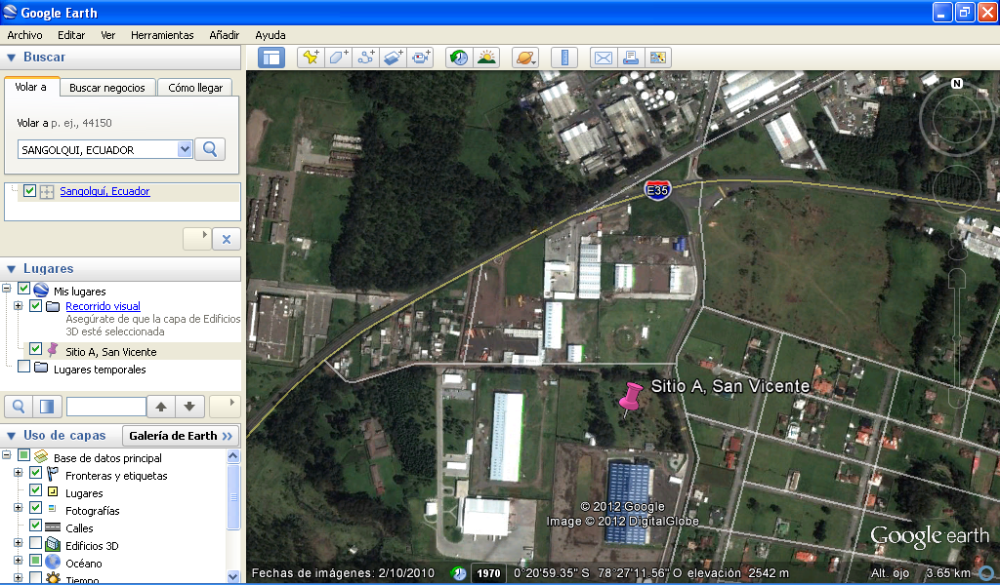 Google Earth
Archivo Editar Ver Herramientas Añadir Ayuda
Buscar
Volar a Buscar negocios Cómo llegar
Volar a p. ej., 44150
SANGOLQUI, ECUADOR
Sangolquí, Ecuador
Lugares
Mis lugares
Recorrido visual
Asegúrate de que la capa de Edificios
3D esté seleccionada
Sitio A, San Vicente
Lugares temporales
Uso de capas Galería de Earth >>
Base de datos principal
Fronteras y etiquetas
Lugares
Fotografías
Calles
Edificios 3D
Océano
Tiempo
N
E35
Sitio A, San Vicente
© 2012 Google
Image © 2012 DigitalGlobe
Google earth
Fechas de imágenes: 2/10/2010 1970 0°20'59.35" S 78°27'11.56" O elevación 2542 m Alt. ojo 3.65 km